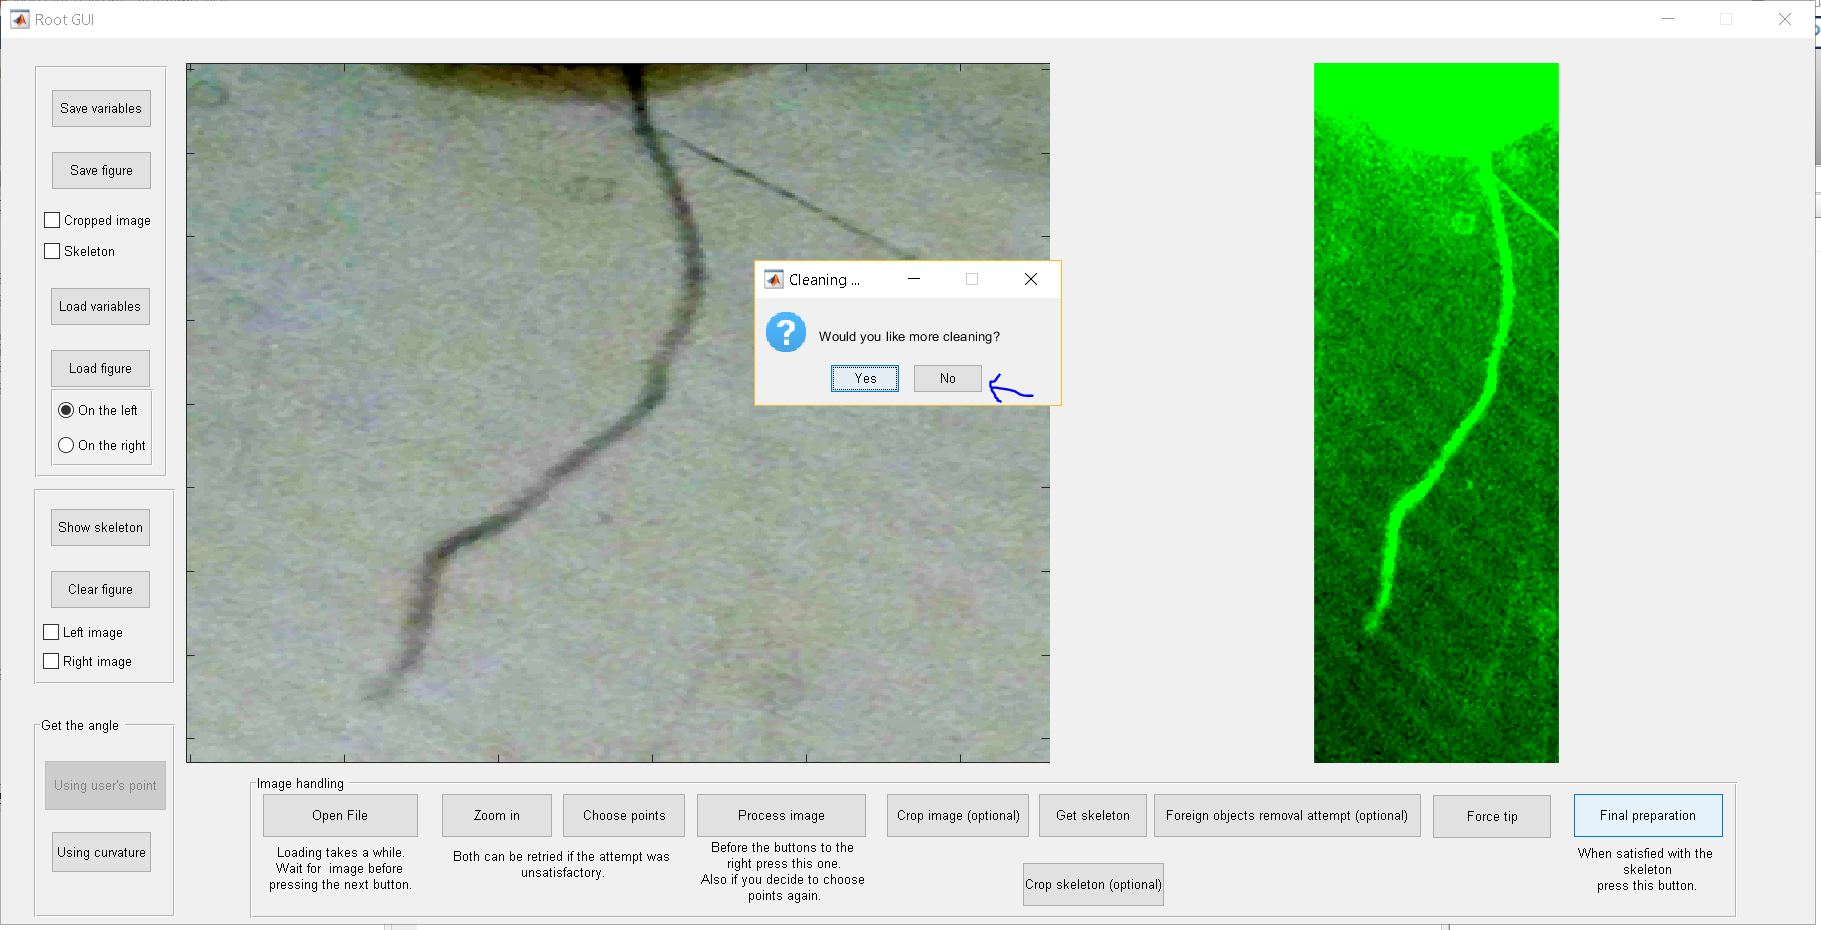 Root GUI
Save variables
Save figure
Cropped image
Skeleton
Load variables
Load figure
On the left
On the right
Show skeleton
Clear figure
Left image
Right image
Get the angle
Using user's point
Using curvature
Cleaning ...
Would you like more cleaning?
Yes
No
Image handling
Open File
Loading takes a while.
Wait for image before
pressing the next button.
Zoom in
Choose points
Both can be retried if the attempt was
unsatisfactory.
Process image
Before the buttons to the
right press this one.
Also if you decide to choose
points again.
Crop image (optional)
Get skeleton
Foreign objects removal attempt (optional)
Crop skeleton (optional)
Force tip
Final preparation
When satisfied with the
skeleton
press this button.